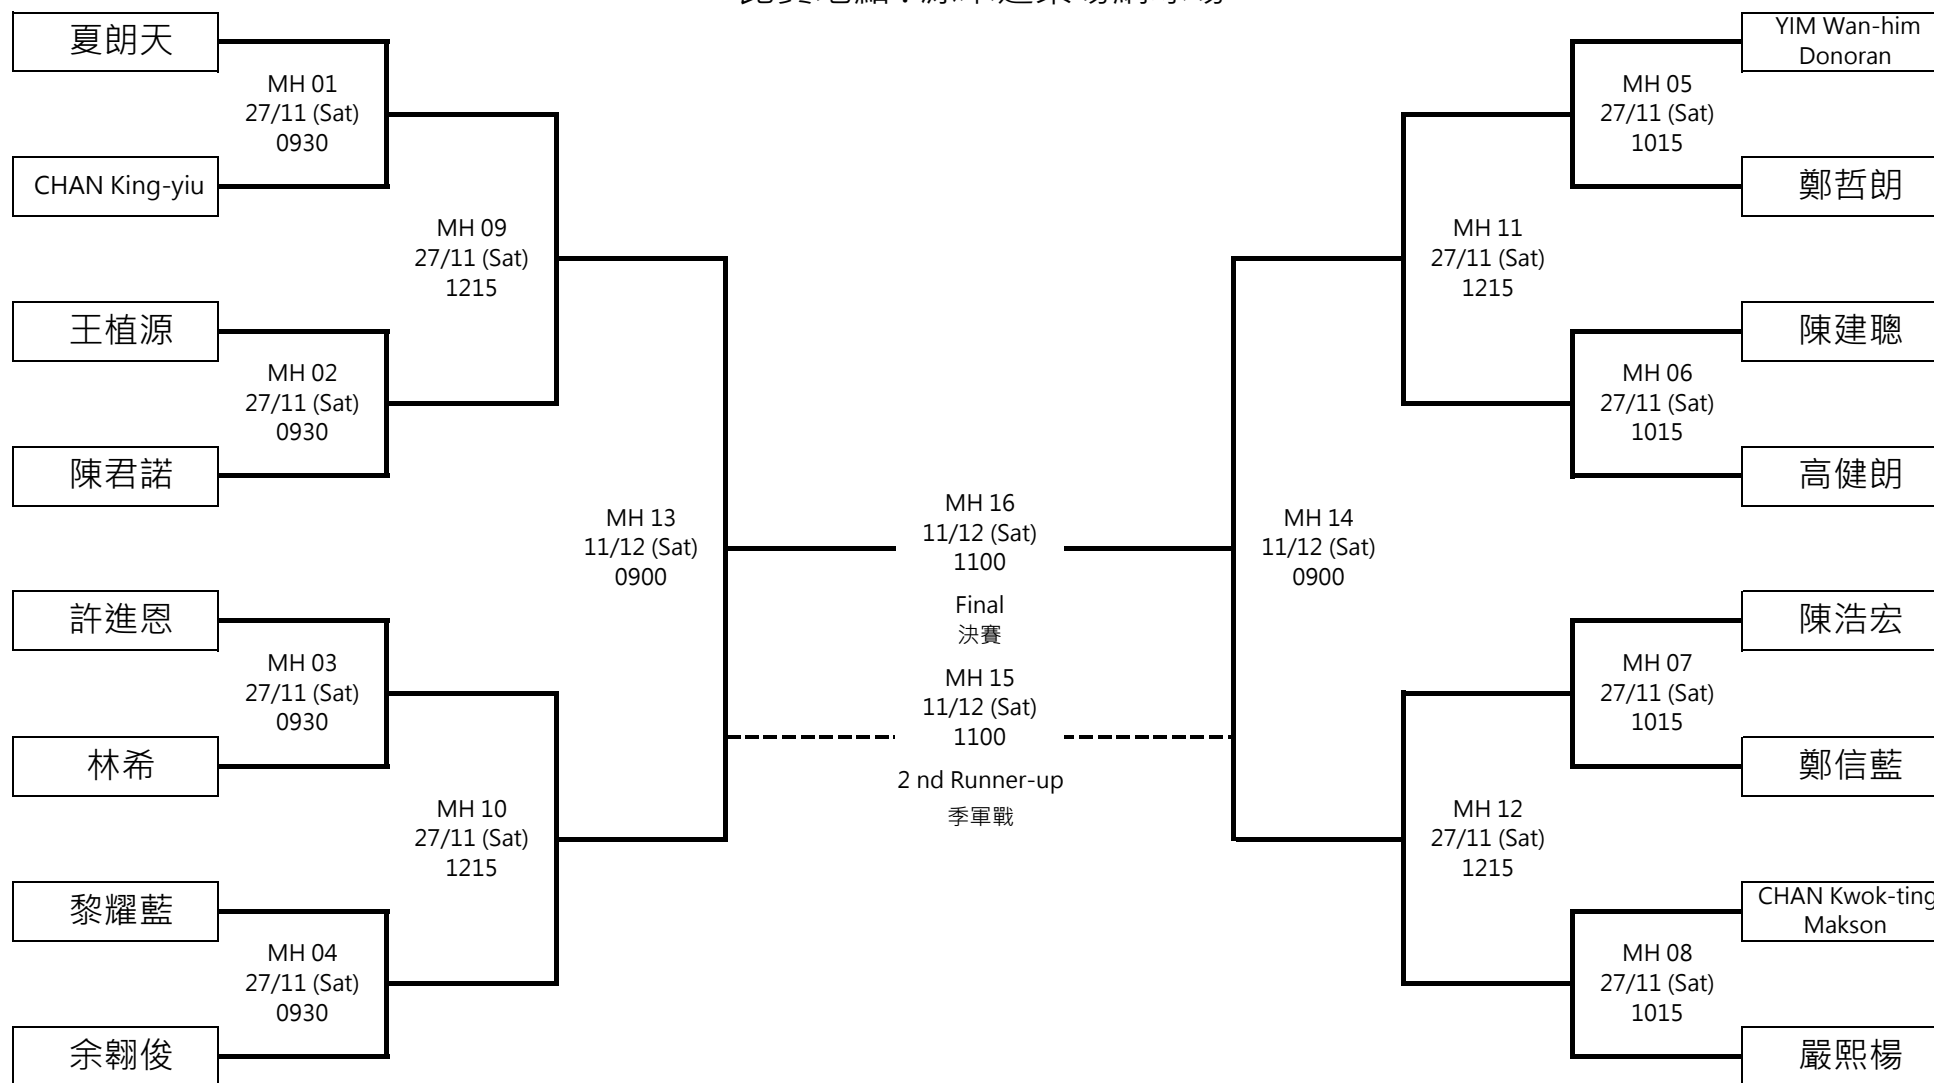 夏朗天
MH 01
27/11 (Sat)
0930
CHAN King-yiu
MH 09
27/11 (Sat)
1215
王植源
MH 02
27/11 (Sat)
0930
陳君諾
MH 13
11/12 (Sat)
0900
許進恩
MH 03
27/11 (Sat)
0930
林希
MH 10
27/11 (Sat)
1215
黎耀藍
MH 04
27/11 (Sat)
0930
余翱俊
MH 16
11/12 (Sat)
1100
Final
決賽
MH 15
11/12 (Sat)
1100
2 nd Runner-up
季軍戰
YIM Wan-him
Donoran
MH 05
27/11 (Sat)
1015
鄭哲朗
MH 11
27/11 (Sat)
1215
陳建聰
MH 06
27/11 (Sat)
1015
高健朗
MH 14
11/12 (Sat)
0900
陳浩宏
MH 07
27/11 (Sat)
1015
鄭信藍
MH 12
27/11 (Sat)
1215
CHAN Kwok-ting
Makson
MH 08
27/11 (Sat)
1015
嚴熙楊